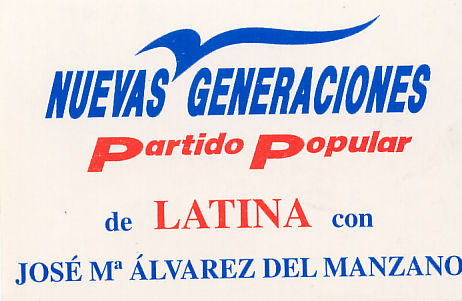 NUEVAS GENERACIONES
Partido Popular
de LATINA con
JOSÉ Mª ÁLVAREZ DEL MANZANO